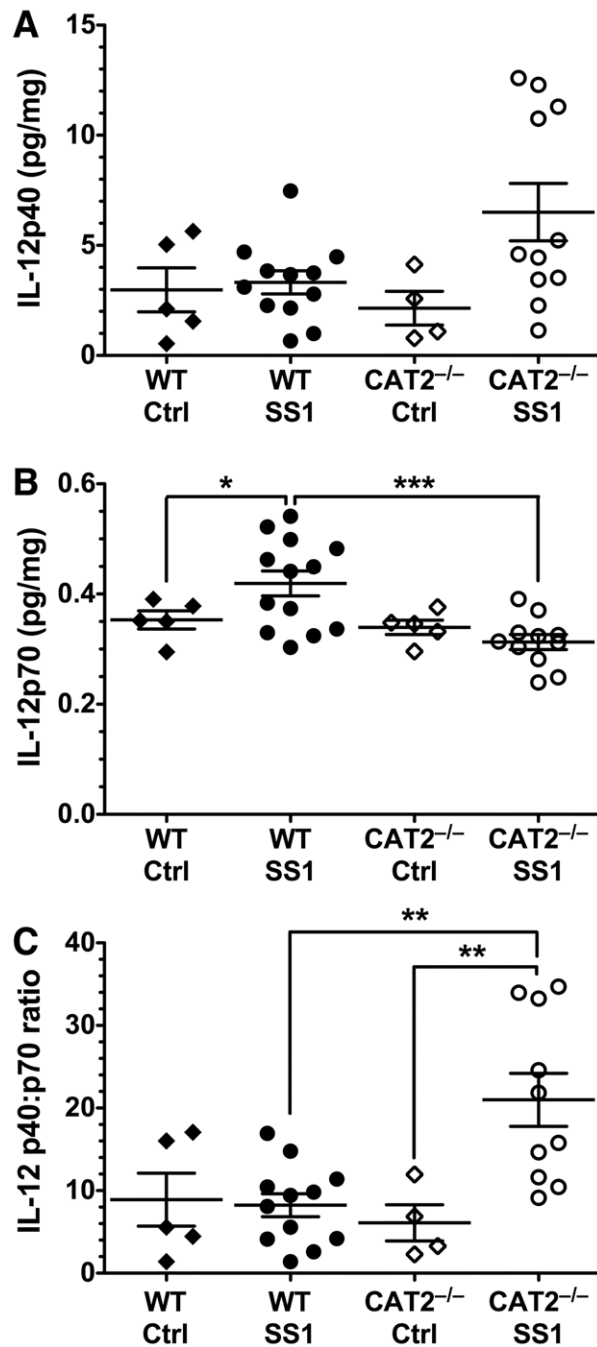 A
IL-12p40 (pg/mg)
15
10
5
0
WT WT CAT2–/– CAT2–/–
Ctrl SS1 Ctrl SS1
B
IL-12p70 (pg/mg)
* ***
0.6
0.4
0.2
0.0
WT WT CAT2–/– CAT2–/–
Ctrl SS1 Ctrl SS1
C
IL-12 p40:p70 ratio
**
**
40
30
20
10
0
WT WT CAT2–/– CAT2–/–
Ctrl SS1 Ctrl SS1